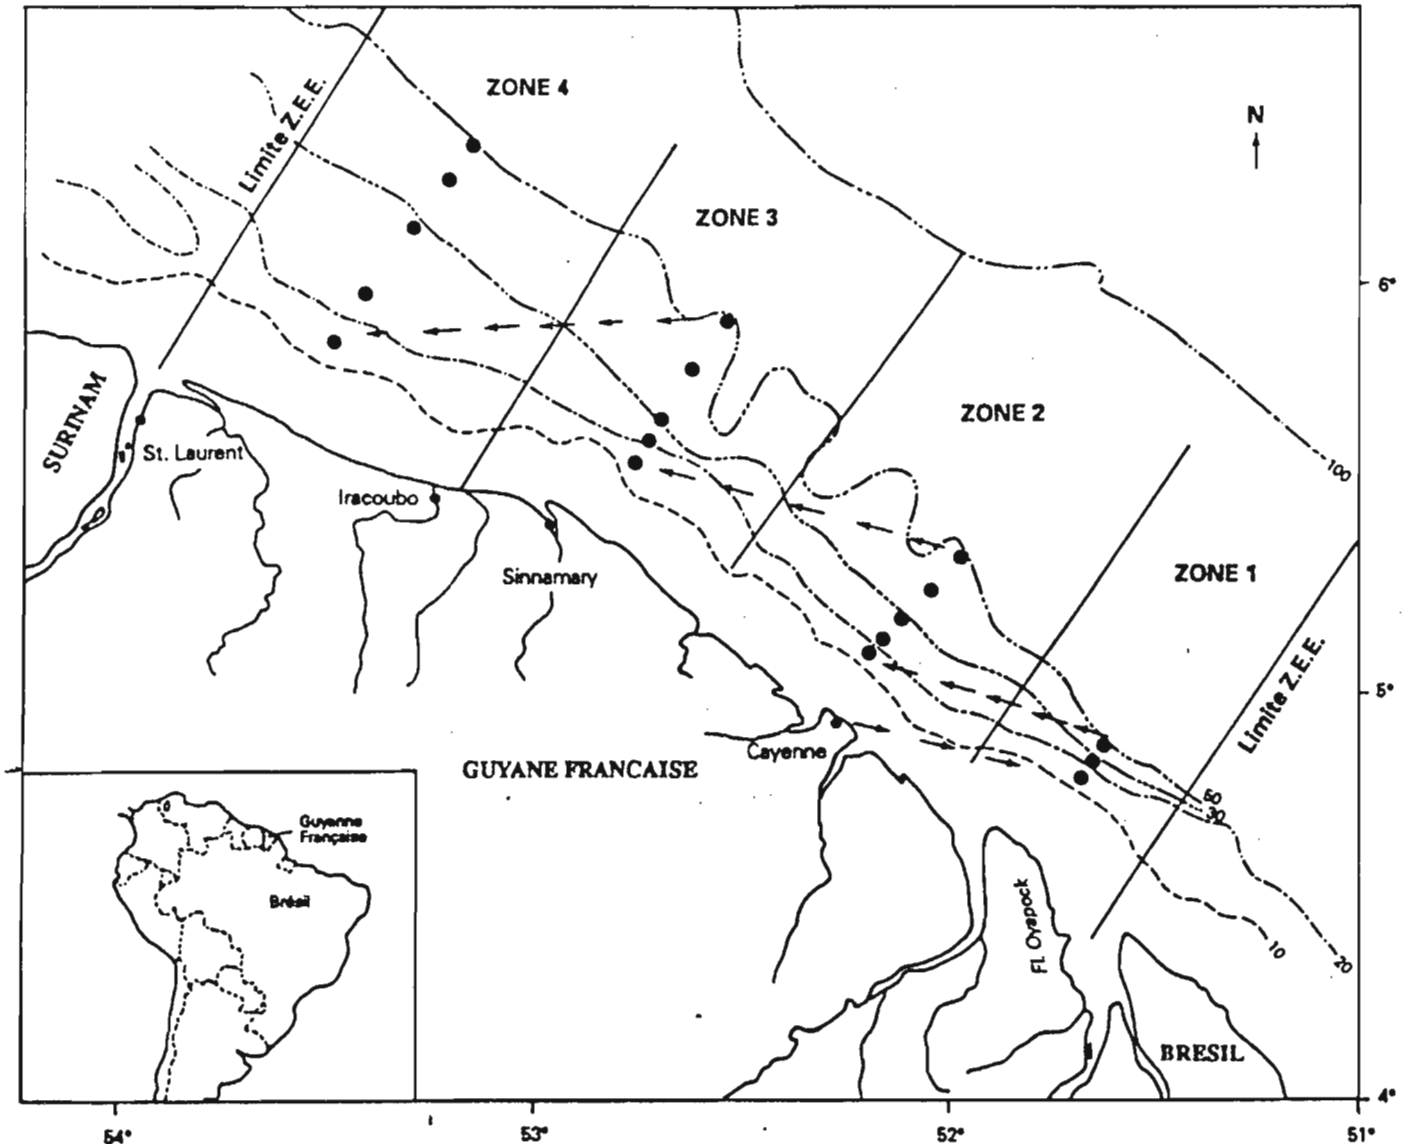 ZONE 4
Limite Z.E.E.
N
ZONE 3
6°
ZONE 2
SURINAM
St. Laurent
100
Iracoubo
Sinnamary
ZONE 1
Limite Z.E.E.
5°
Cayenne
GUYANE FRANCAISE
50
30
Guyenne
Française
Brésil
Fl. Oyapock
10
20
BRESIL
4°
54°
53°
52°
51°